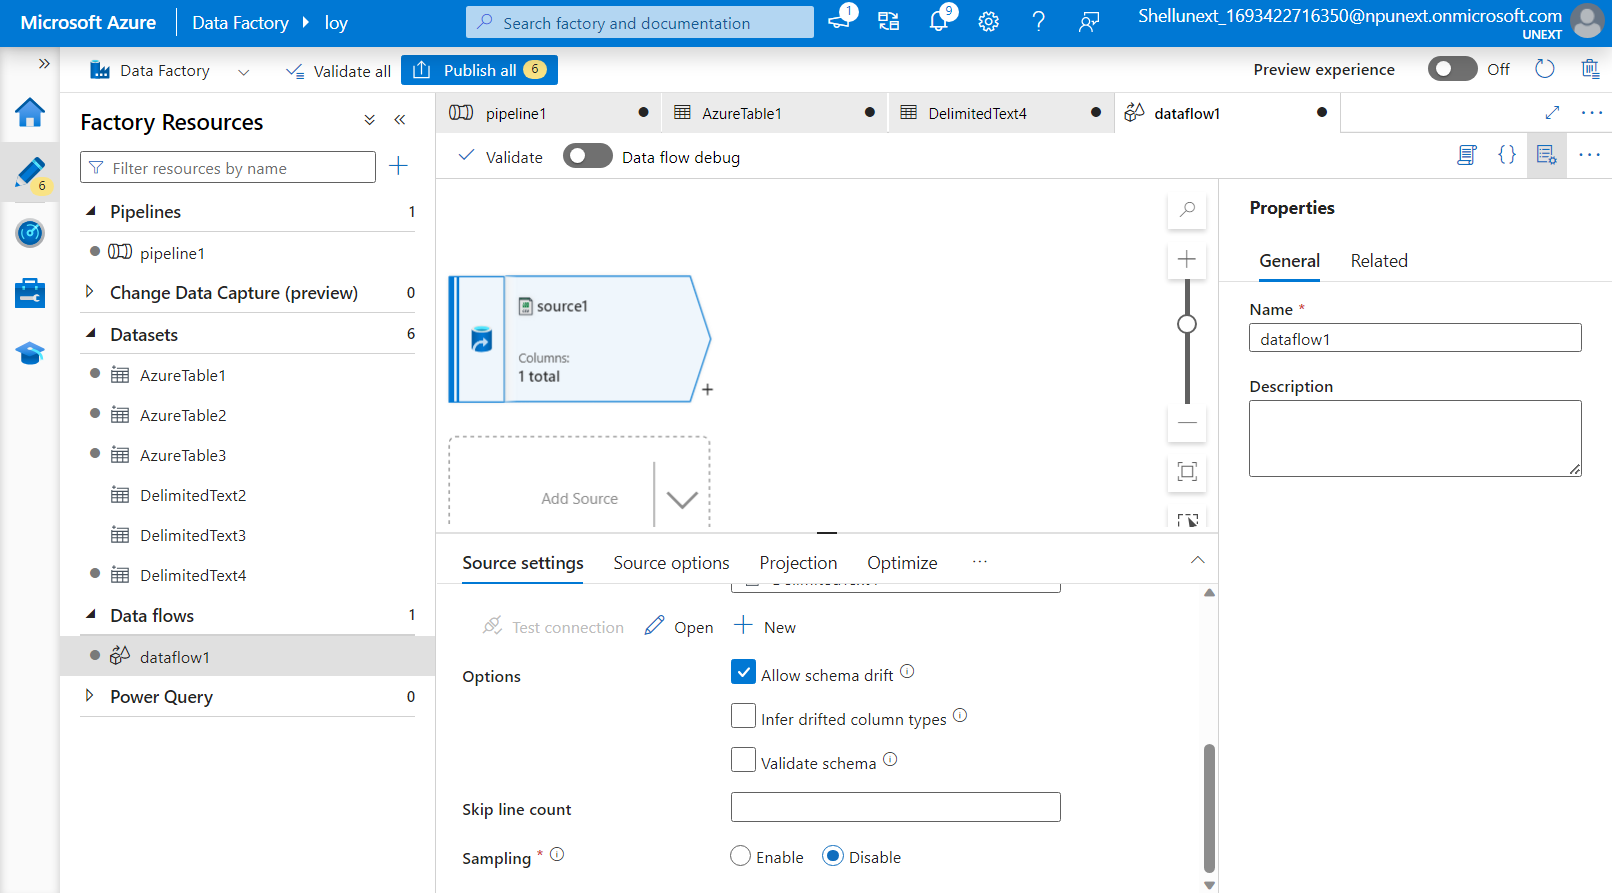 Microsoft Azure
Data Factory
loy
Search factory and documentation
1
9
Shellunext_1693422716350@npunext.onmicrosoft.com
UNEXT
Data Factory
Validate all
Publish all
6
Preview experience
Off
Factory Resources
Filter resources by name
6
Pipelines
1
pipeline1
Change Data Capture (preview)
0
Datasets
6
AzureTable1
AzureTable2
AzureTable3
DelimitedText2
DelimitedText3
DelimitedText4
Data flows
1
dataflow1
Power Query
0
pipeline1
AzureTable1
DelimitedText4
dataflow1
Validate
Data flow debug
source1
Columns:
1 total
Add Source
Source settings
Source options
Projection
Optimize
Test connection
Open
New
Options
Allow schema drift
Infer drifted column types
Validate schema
Skip line count
Sampling *
Enable
Disable
Properties
General
Related
Name *
dataflow1
Description